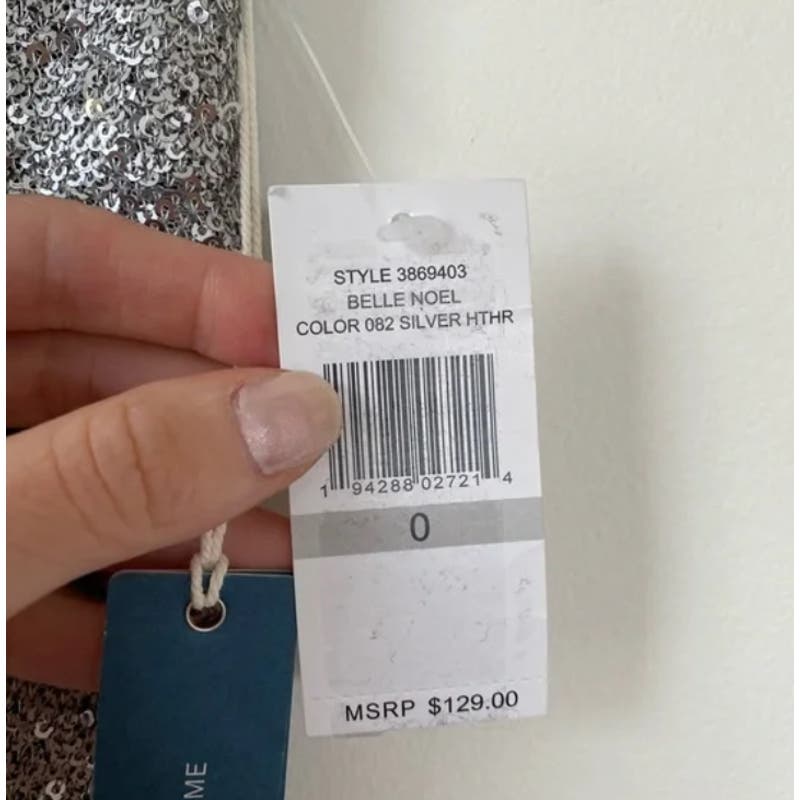 STYLE 3869403
BELLE NOEL
COLOR 082 SILVER HTHR
1 94288 02721 4
0
MSRP $129.00
ME